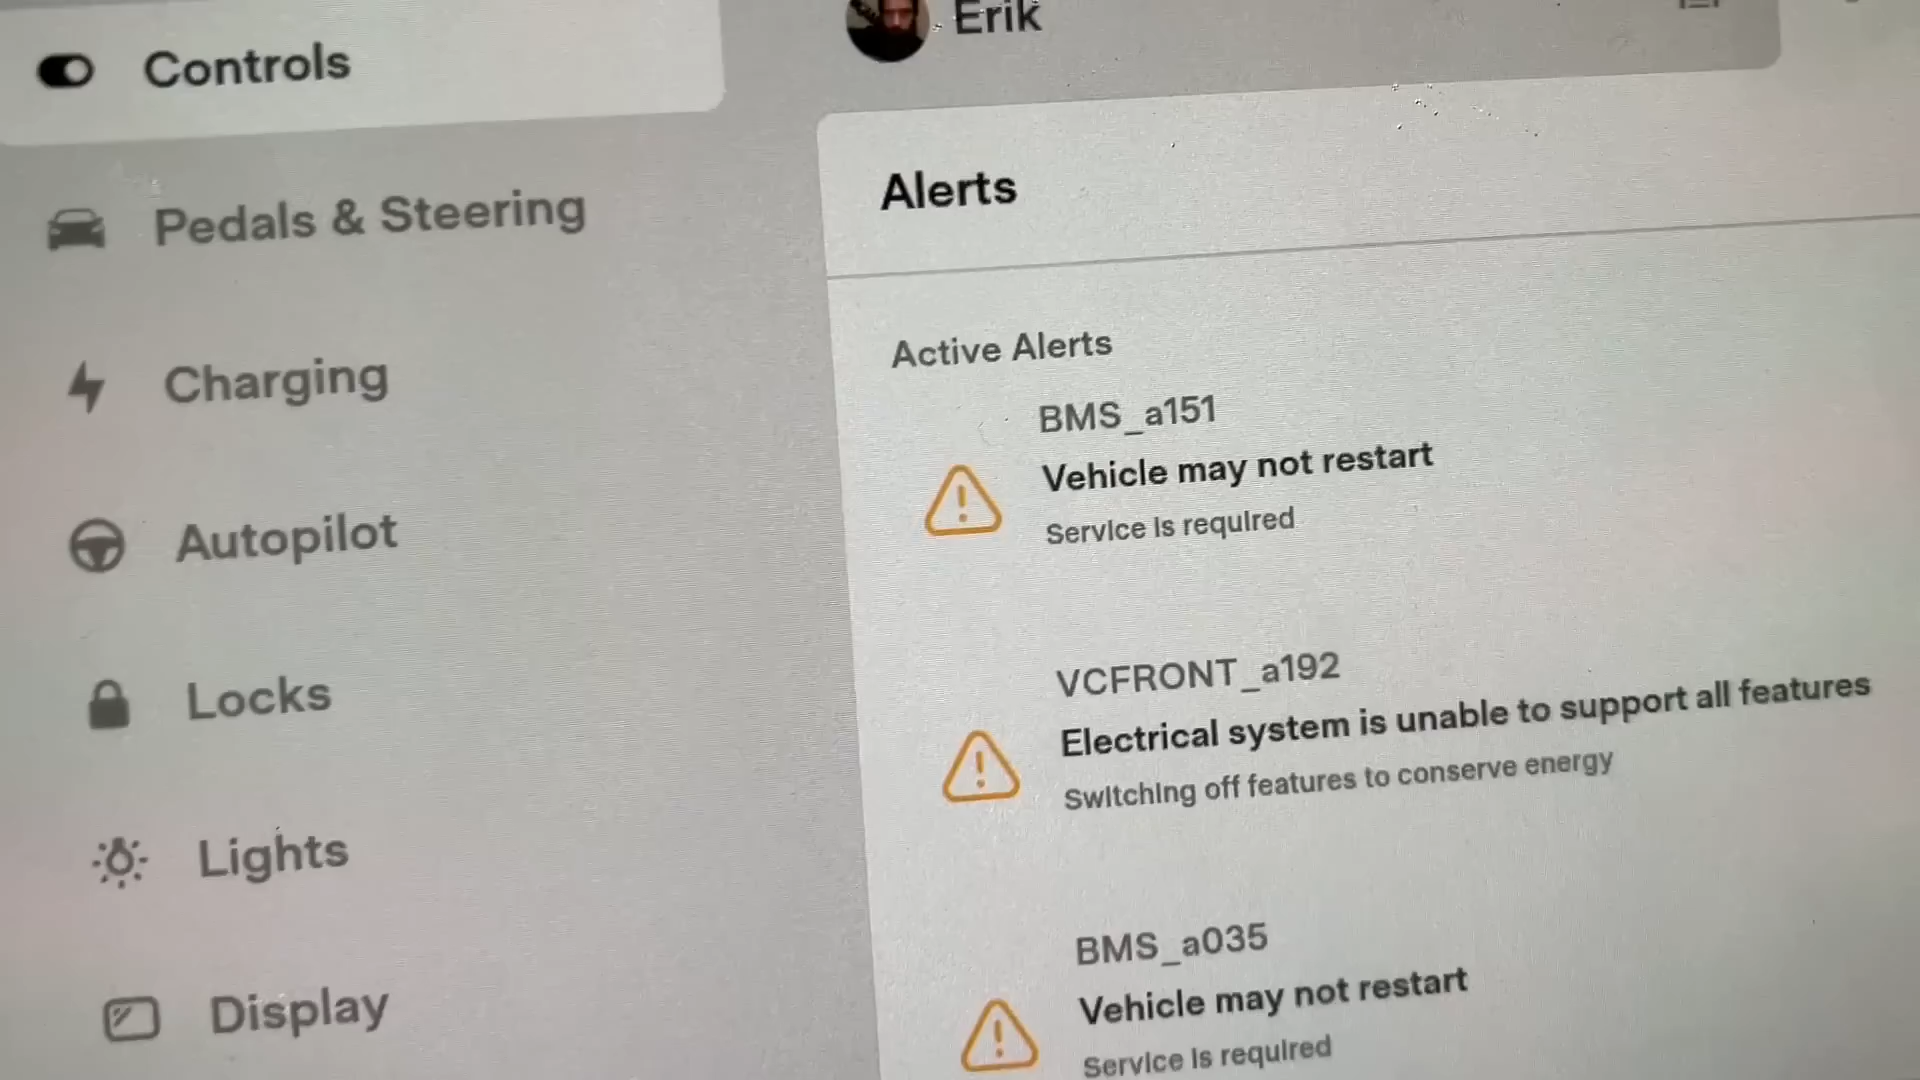 Controls
Pedals & Steering
Charging
Autopilot
Locks
Lights
Display
Erik
Alerts
Active Alerts
BMS_a151
Vehicle may not restart
Service is required
VCFRONT_a192
Electrical system is unable to support all features
Switching off features to conserve energy
BMS_a035
Vehicle may not restart
Service is required